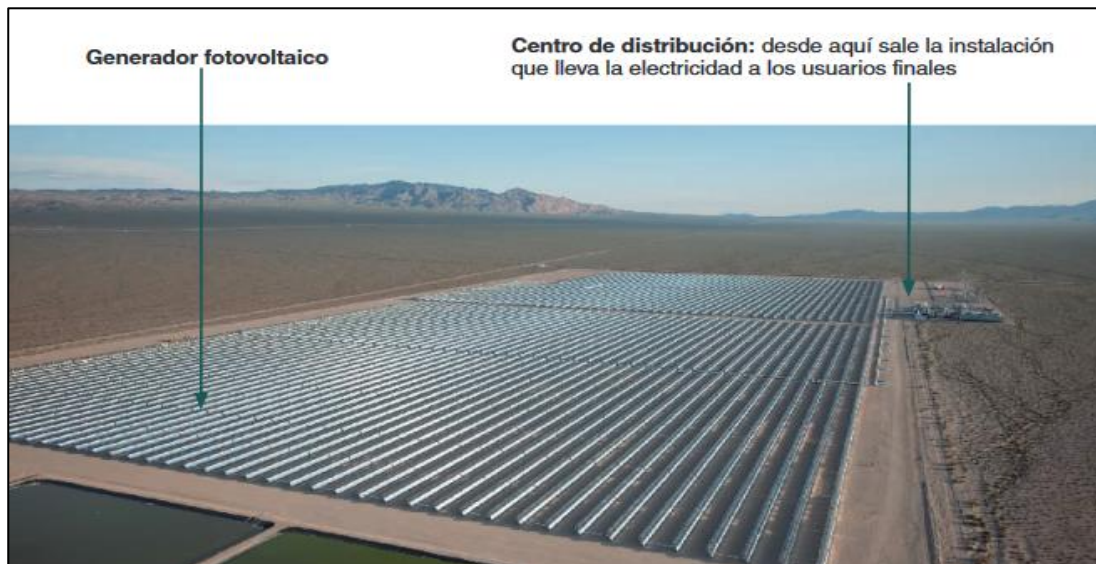 Generador fotovoltaico
Centro de distribución: desde aquí sale la instalación
que lleva la electricidad a los usuarios finales